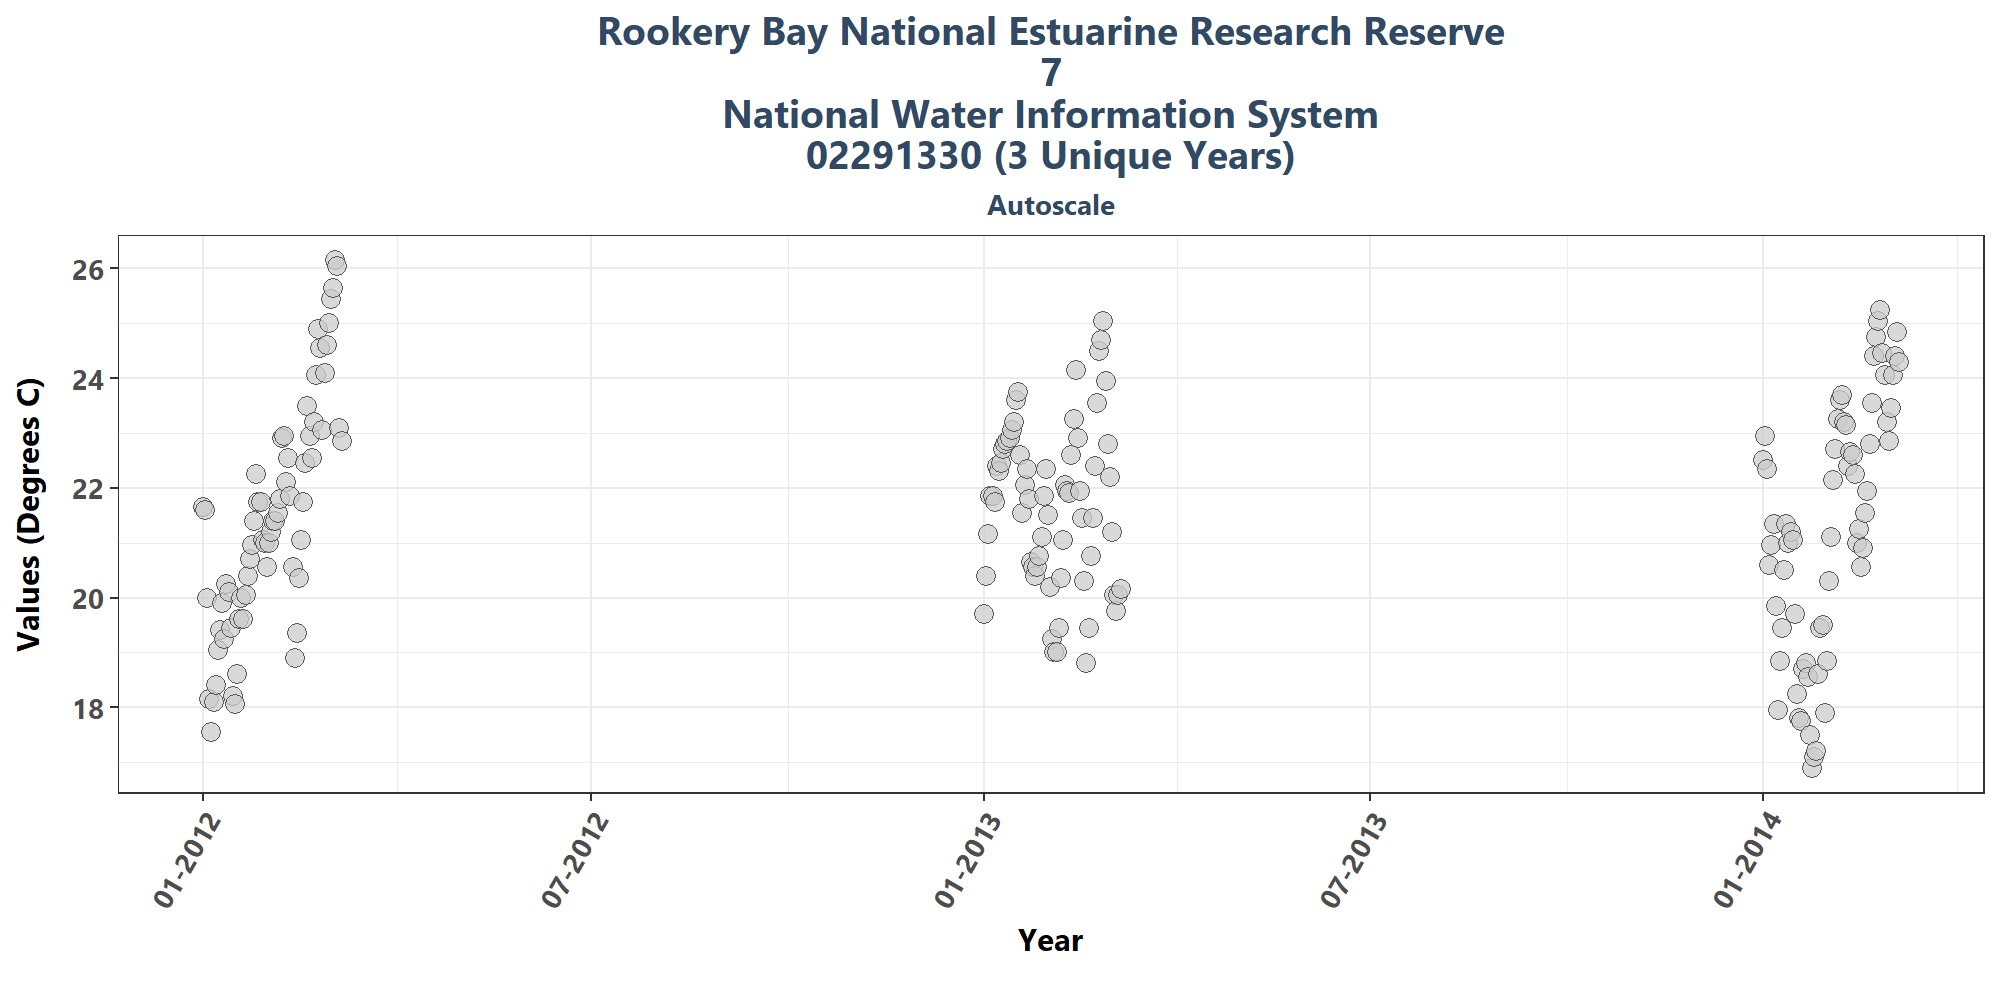 Rookery Bay National Estuarine Research Reserve
7
National Water Information System
02291330 (3 Unique Years)
Autoscale
Values (Degrees C)
26
24
22
20
18
01-2012
07-2012
01-2013
07-2013
01-2014
Year